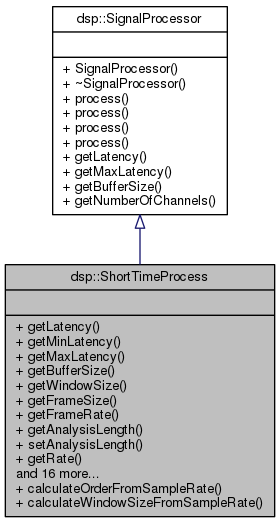 dsp::SignalProcessor
+ SignalProcessor()
+ ~SignalProcessor()
+ process()
+ process()
+ process()
+ process()
+ getLatency()
+ getMaxLatency()
+ getBufferSize()
+ getNumberOfChannels()
dsp::ShortTimeProcess
+ getLatency()
+ getMinLatency()
+ getMaxLatency()
+ getBufferSize()
+ getWindowSize()
+ getFrameSize()
+ getFrameRate()
+ getAnalysisLength()
+ setAnalysisLength()
+ getRate()
and 16 more...
+ calculateOrderFromSampleRate()
+ calculateWindowSizeFromSampleRate()